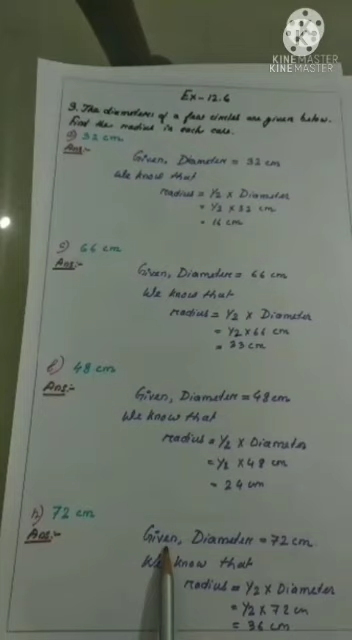 KINEMASTER
KINEMASTER
Ex-12.6
3. The diameters of a few circles are given below.
Find the radius in each case.
a) 32 cm
Ans:-
Given, Diameter = 32 cm
We know that
radius = 1/2 x Diameter
= 1/2 x 32 cm
= 16 cm
c) 66 cm
Ans:-
Given, Diameter = 66 cm
We know that
radius = 1/2 x Diameter
= 1/2 x 66 cm
= 33 cm
48 cm
Ans:-
Given, Diameter = 48 cm
We know that
radius = 1/2 x Diameter
= 1/2 x 48 cm
= 24 cm
h) 72 cm
Ans:-
Given, Diameter = 72 cm.
We know that
radius = 1/2 x Diameter
= 1/2 x 72 cm
= 36 cm